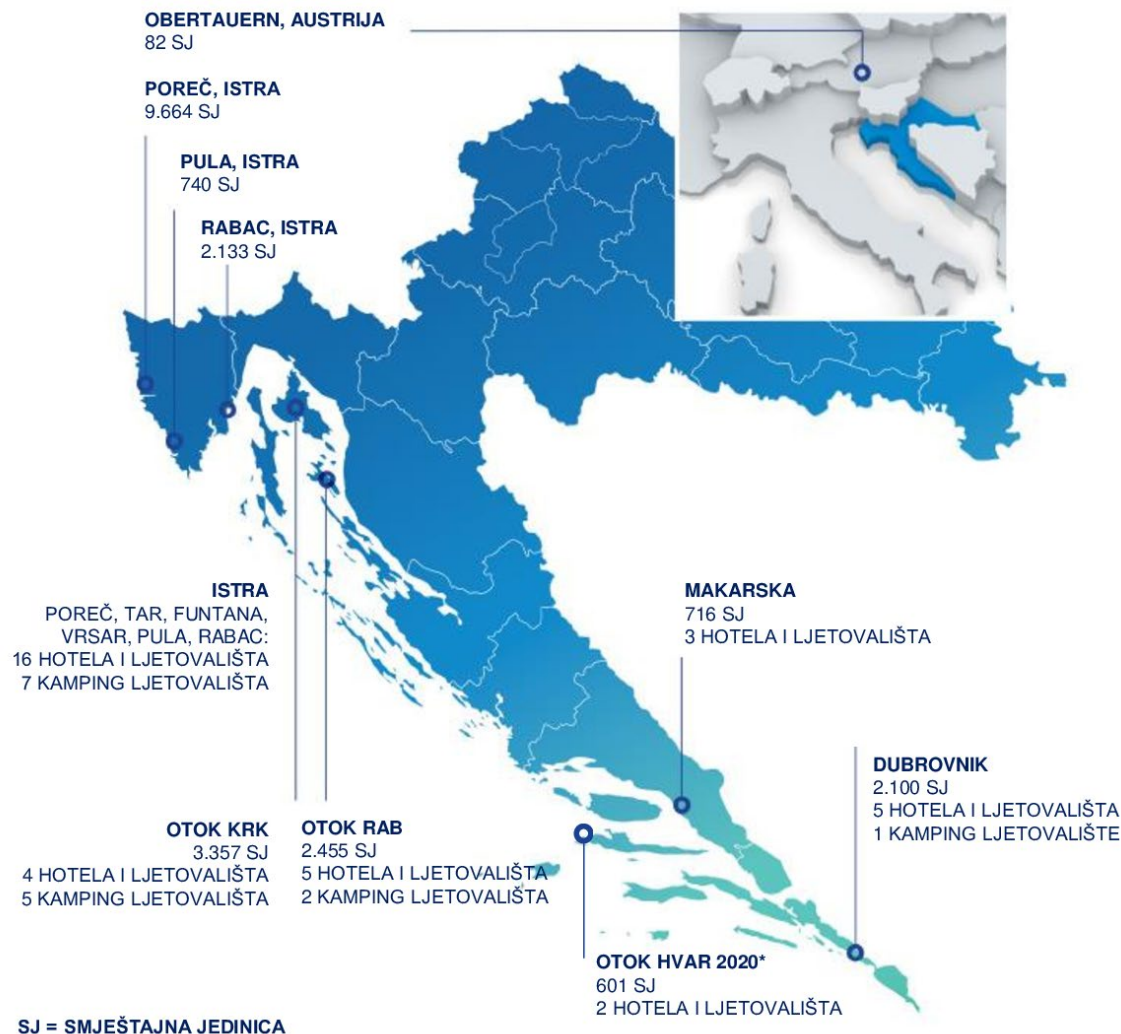 OBERTAUERN, AUSTRIJA
82 SJ
POREČ, ISTRA
9.664 SJ
PULA, ISTRA
740 SJ
RABAC, ISTRA
2.133 SJ
ISTRA
POREČ, TAR, FUNTANA,
VRSAR, PULA, RABAC:
16 HOTELA I LJETOVALIŠTA
7 KAMPING LJETOVALIŠTA
MAKARSKA
716 SJ
3 HOTELA I LJETOVALIŠTA
DUBROVNIK
2.100 SJ
5 HOTELA I LJETOVALIŠTA
1 KAMPING LJETOVALIŠTE
OTOK KRK
3.357 SJ
4 HOTELA I LJETOVALIŠTA
5 KAMPING LJETOVALIŠTA
OTOK RAB
2.455 SJ
5 HOTELA I LJETOVALIŠTA
2 KAMPING LJETOVALIŠTA
OTOK HVAR 2020*
601 SJ
2 HOTELA I LJETOVALIŠTA
SJ = SMJEŠTAJNA JEDINICA